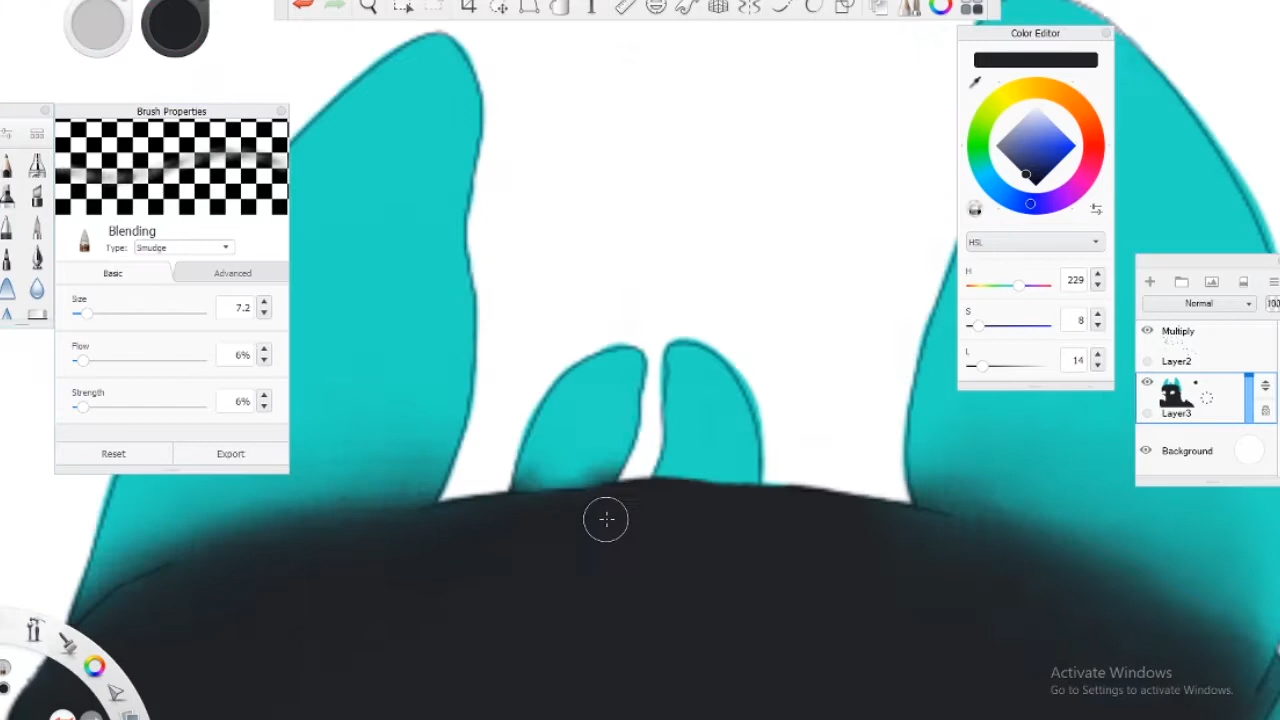 Brush Properties
Blending
Type: Smudge
Basic
Advanced
Size
7.2
Flow
6%
Strength
6%
Reset
Export
Color Editor
HSL
H
229
S
8
L
14
Normal
100
Multiply
Layer2
Layer3
Background
Activate Windows
Go to Settings to activate Windows.